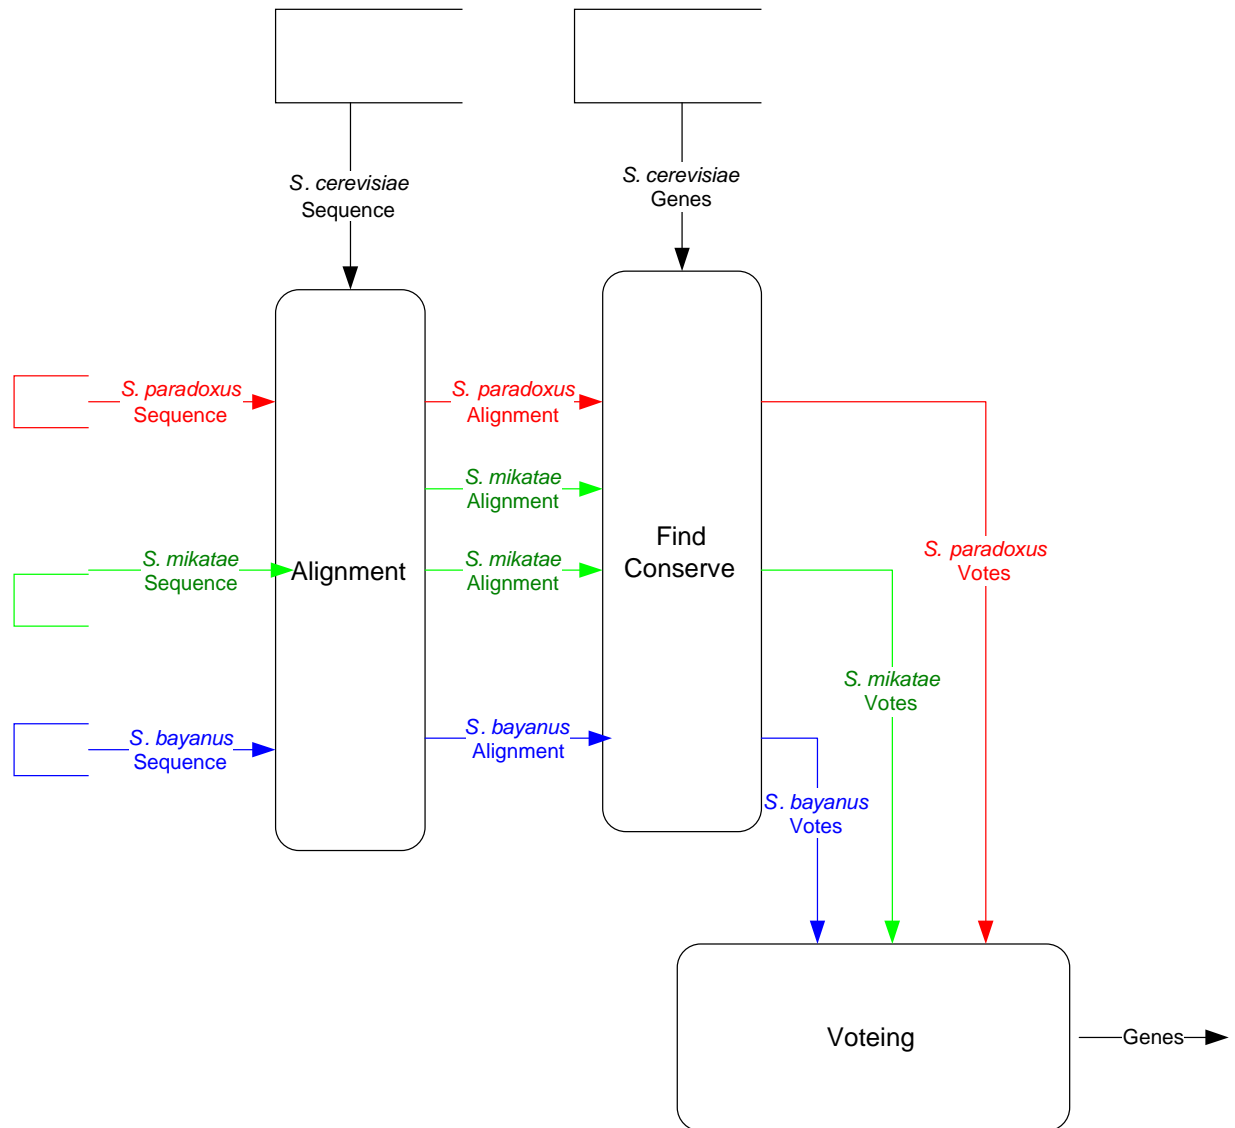 S. cerevisiae
Sequence
S. cerevisiae
Genes
S. paradoxus
Sequence
S. paradoxus
Alignment
S. mikatae
Alignment
S. mikatae
Sequence
Alignment
S. mikatae
Alignment
Find
Conserve
S. paradoxus
Votes
S. mikatae
Votes
S. bayanus
Sequence
S. bayanus
Alignment
S. bayanus
Votes
Voteing
Genes